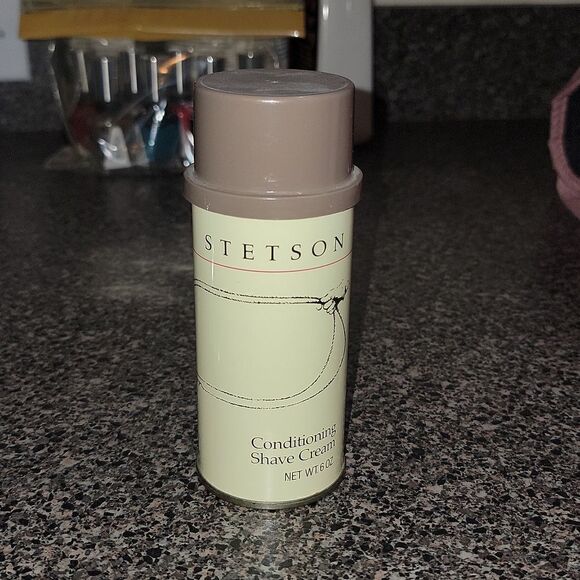 STETSON
Conditioning
Shave Cream
NET WT. 6 OZ.